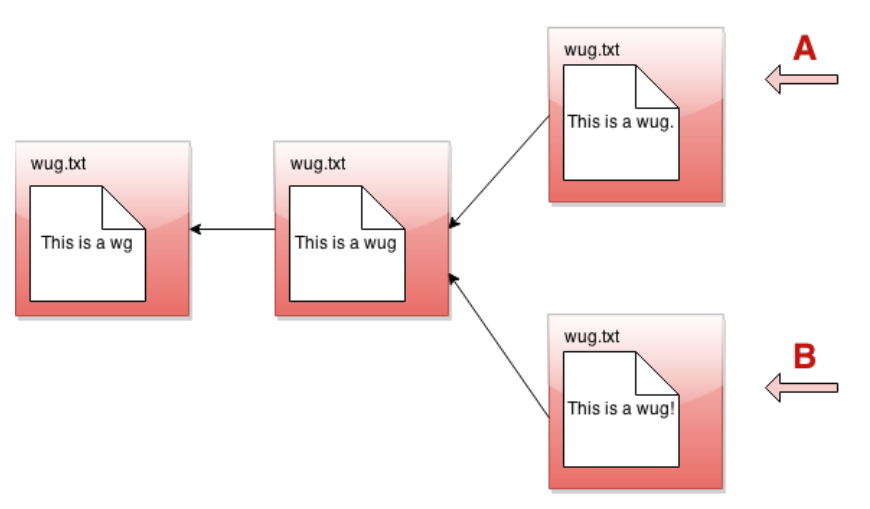 wug.txt
This is a wg
wug.txt
This is a wug
wug.txt
This is a wug.
A
wug.txt
This is a wug!
B